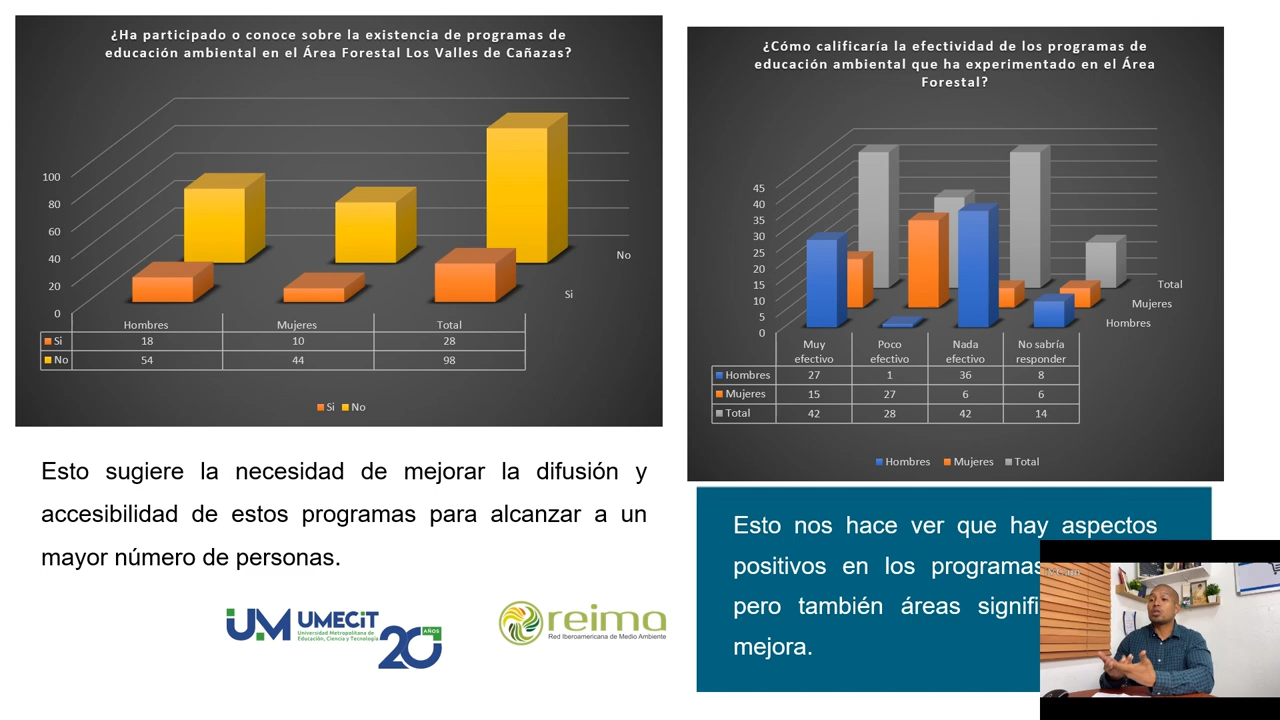 ¿Ha participado o conoce sobre la existencia de programas de
educación ambiental en el Área Forestal Los Valles de Cañazas?
100
80
60
40
20
0
No
Si
Hombres Mujeres Total
Si 18 10 28
No 54 44 98
Si No
¿Cómo calificaría la efectividad de los programas de
educación ambiental que ha experimentado en el Área
Forestal?
45
40
35
30
25
20
15
10
5
0
Total
Mujeres
Hombres
Muy Poco Nada No sabría
efectivo efectivo efectivo responder
Hombres 27 1 36 8
Mujeres 15 27 6 6
Total 42 28 42 14
Hombres Mujeres Total
Esto sugiere la necesidad de mejorar la difusión y
accesibilidad de estos programas para alcanzar a un
mayor número de personas.
Esto nos hace ver que hay aspectos
positivos en los programas
pero también áreas signifi
mejora.
UM UMECIT
Universidad Metropolitana de
Educación, Ciencia y Tecnología
20 AÑOS
reima
Red Iberoamericana de Medio Ambiente